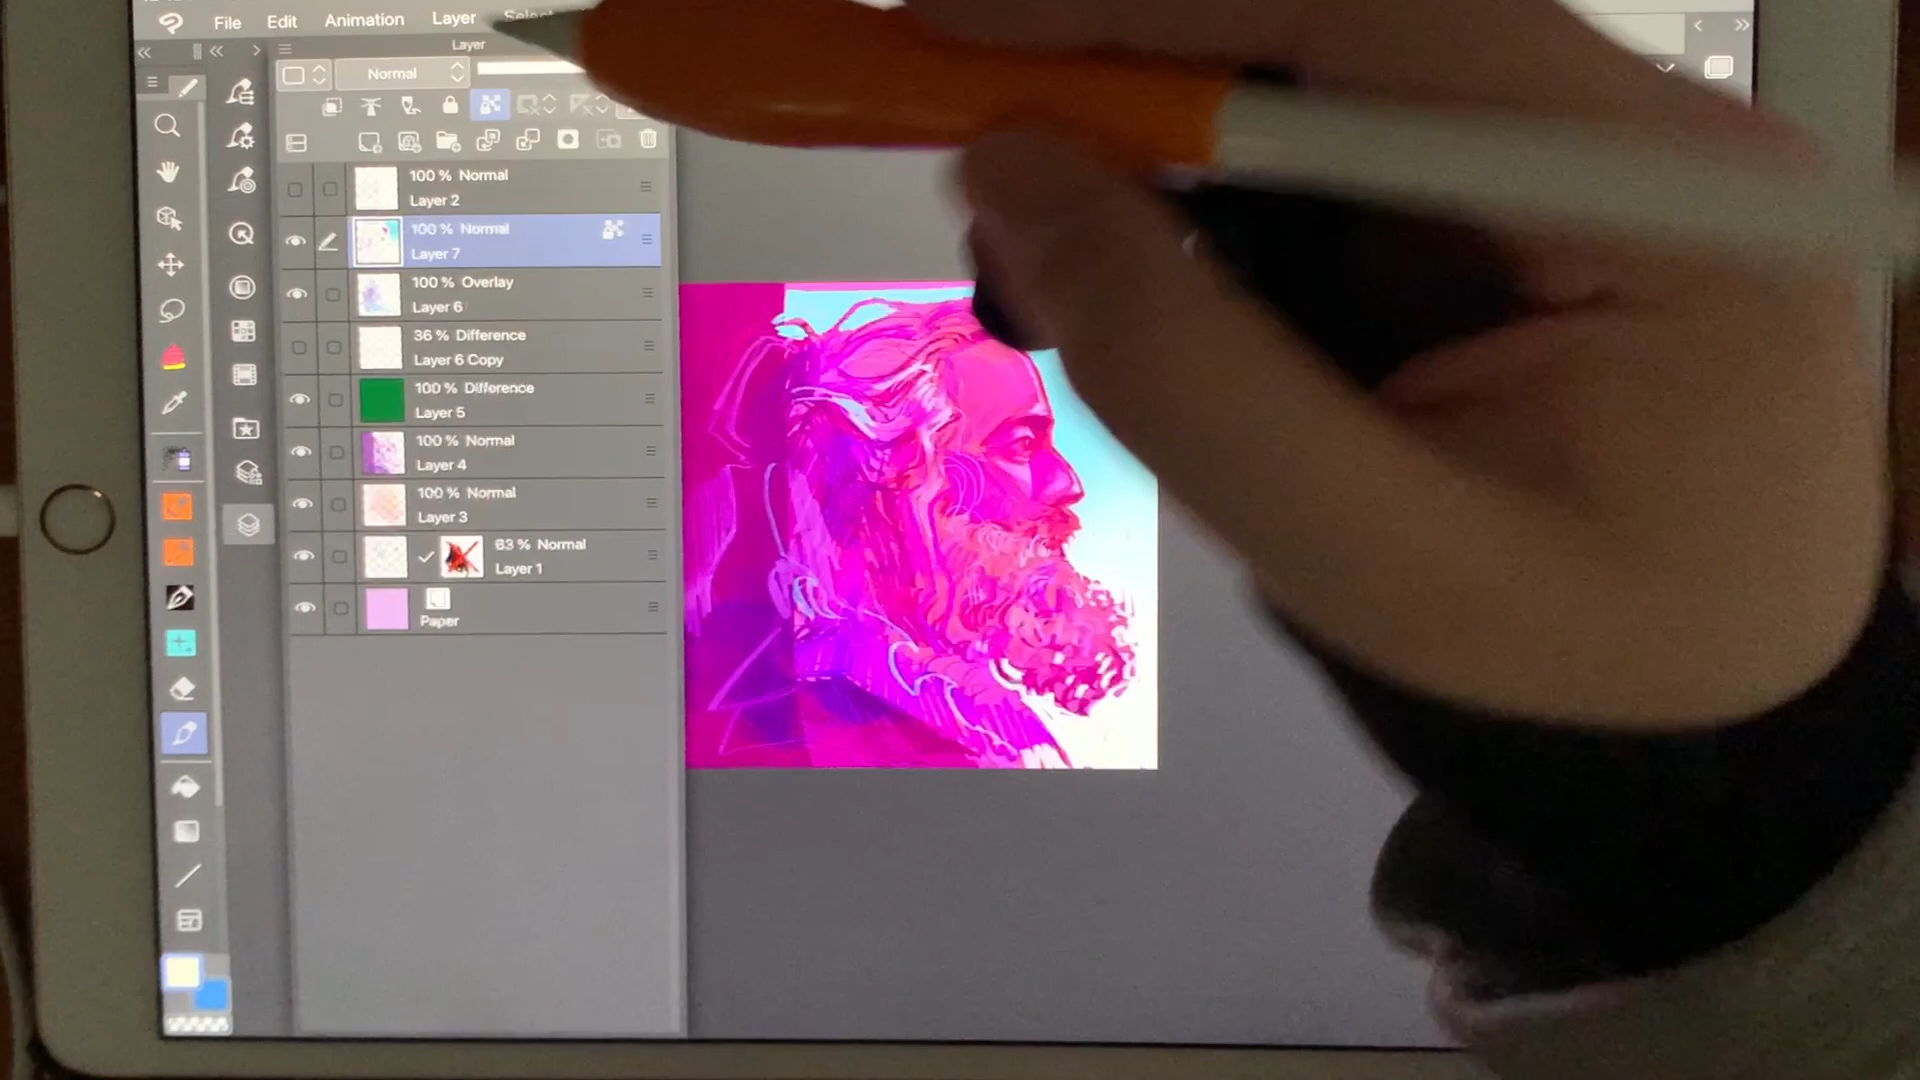 File Edit Animation Layer Select
Layer
Normal
100 % Normal
Layer 2
100 % Normal
Layer 7
100 % Overlay
Layer 6
36 % Difference
Layer 6 Copy
100 % Difference
Layer 5
100 % Normal
Layer 4
100 % Normal
Layer 3
63 % Normal
Layer 1
Paper